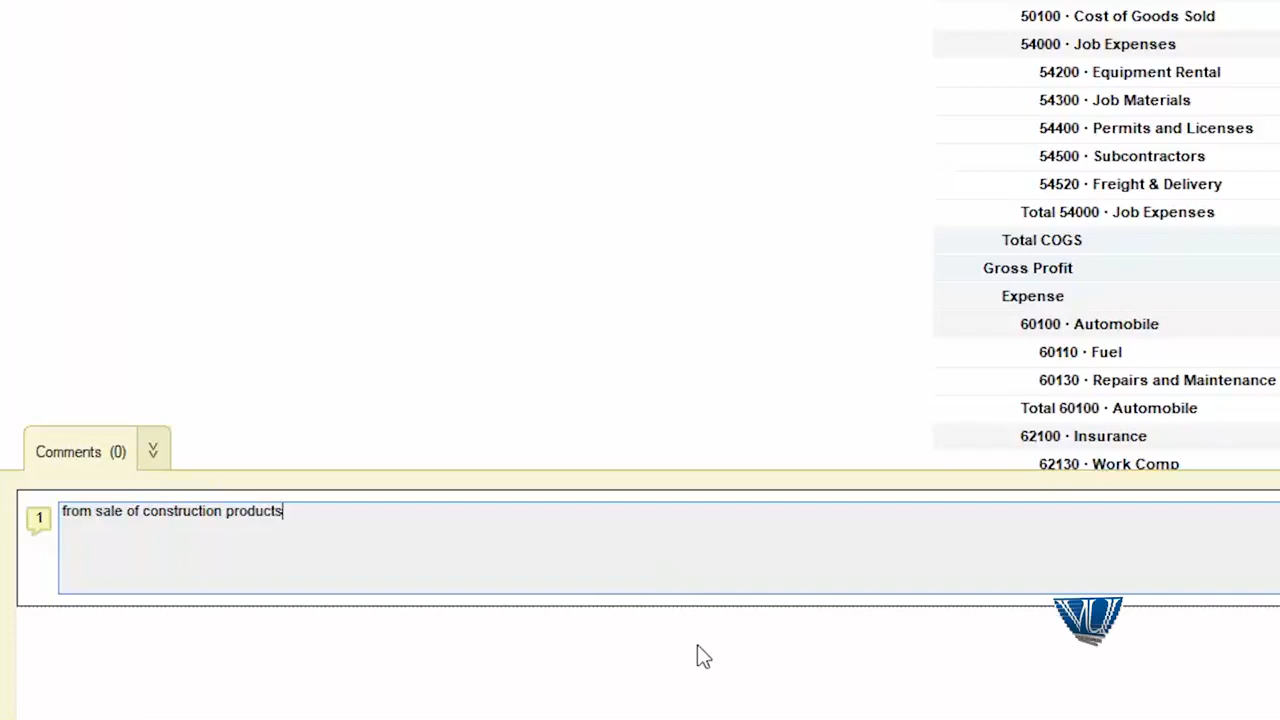 50100 · Cost of Goods Sold
54000 · Job Expenses
54200 · Equipment Rental
54300 · Job Materials
54400 · Permits and Licenses
54500 · Subcontractors
54520 · Freight & Delivery
Total 54000 · Job Expenses
Total COGS
Gross Profit
Expense
60100 · Automobile
60110 · Fuel
60130 · Repairs and Maintenance
Total 60100 · Automobile
62100 · Insurance
62130 · Work Comp
Comments (0)
1 from sale of construction products
VU